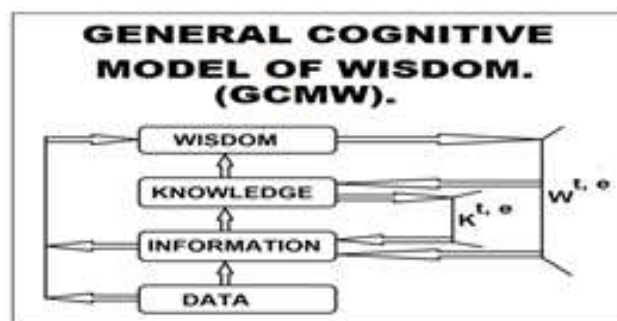 GENERAL COGNITIVE
MODEL OF WISDOM.
(GCMW).
WISDOM
KNOWLEDGE
K^t, e
W^t, e
INFORMATION
DATA